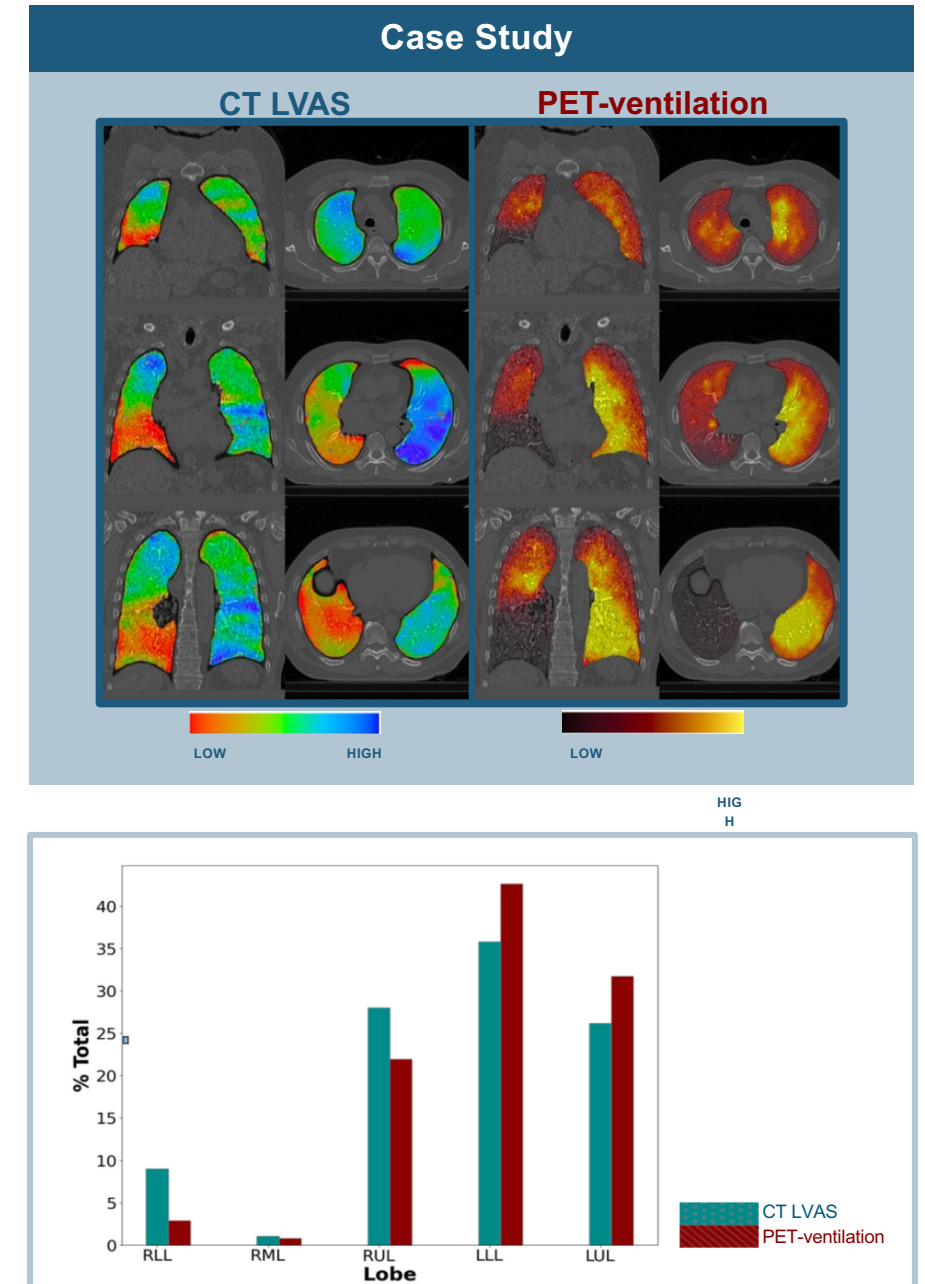 Case Study
CT LVAS
PET-ventilation
LOW
HIGH
LOW
HIG
H
40
35
30
25
20
15
10
5
0
% Total
RLL
RML
RUL
LLL
LUL
Lobe
CT LVAS
PET-ventilation